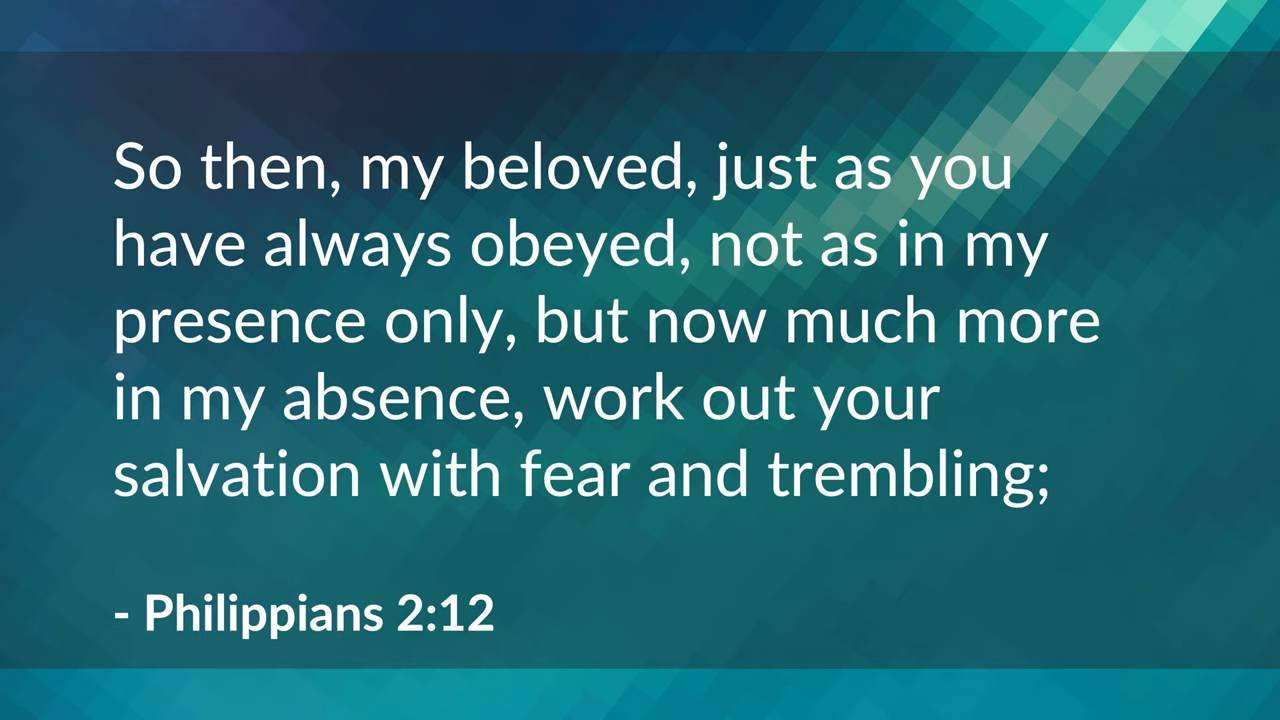 So then, my beloved, just as you
have always obeyed, not as in my
presence only, but now much more
in my absence, work out your
salvation with fear and trembling;
- Philippians 2:12